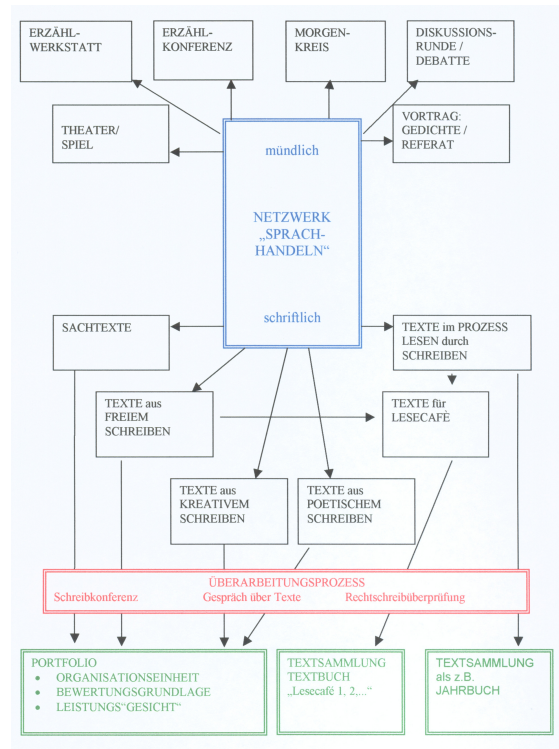 ERZÄHL-
WERKSTATT
ERZÄHL-
KONFERENZ
MORGEN-
KREIS
DISKUSSIONS-
RUNDE /
DEBATTE
THEATER/
SPIEL
VORTRAG:
GEDICHTE /
REFERAT
mündlich
NETZWERK
„SPRACH-
HANDELN“
schriftlich
SACHTEXTE
TEXTE im PROZESS
LESEN durch
SCHREIBEN
TEXTE aus
FREIEM
SCHREIBEN
TEXTE für
LESECAFÈ
TEXTE aus
KREATIVEM
SCHREIBEN
TEXTE aus
POETISCHEM
SCHREIBEN
ÜBERARBEITUNGSPROZESS
Schreibkonferenz Gespräch über Texte Rechtschreibüberprüfung
PORTFOLIO
• ORGANISATIONSEINHEIT
• BEWERTUNGSGRUNDLAGE
• LEISTUNGS“GESICHT“
TEXTSAMMLUNG
TEXTBUCH
„Lesecafé 1, 2,...“
TEXTSAMMLUNG
als z.B.
JAHRBUCH